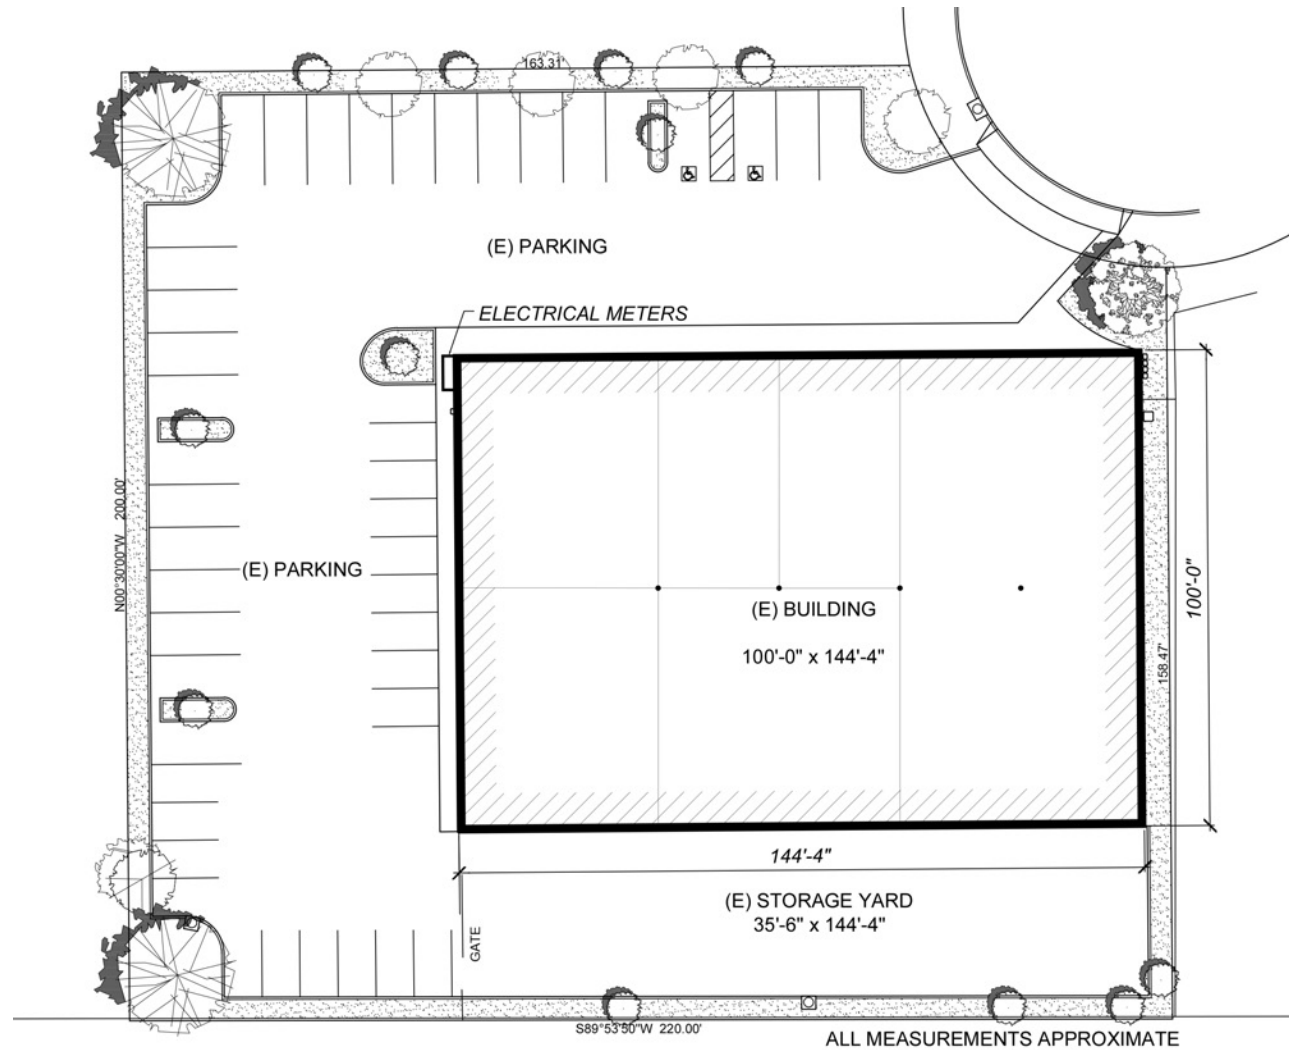 163.31'
(E) PARKING
ELECTRICAL METERS
N00°30'00"W 200.00'
(E) PARKING
(E) BUILDING
100'-0" x 144'-4"
100'-0"
158.47'
144'-4"
(E) STORAGE YARD
35'-6" x 144'-4"
GATE
S89°53'50"W 220.00'
ALL MEASUREMENTS APPROXIMATE